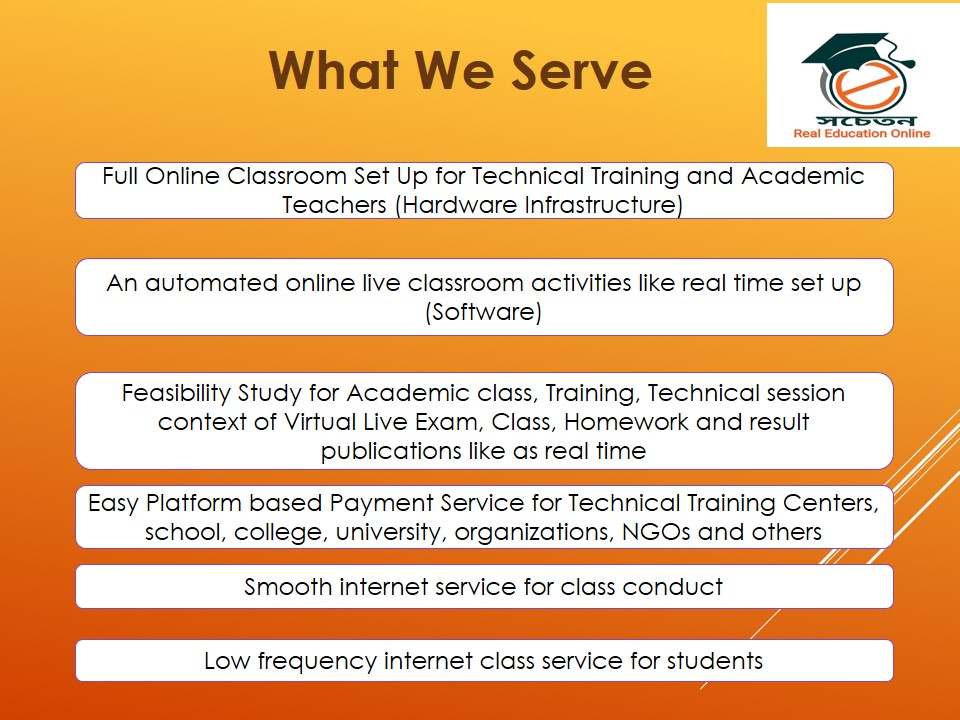 What We Serve
সচেতন
Real Education Online
Full Online Classroom Set Up for Technical Training and Academic
Teachers (Hardware Infrastructure)
An automated online live classroom activities like real time set up
(Software)
Feasibility Study for Academic class, Training, Technical session
context of Virtual Live Exam, Class, Homework and result
publications like as real time
Easy Platform based Payment Service for Technical Training Centers,
school, college, university, organizations, NGOs and others
Smooth internet service for class conduct
Low frequency internet class service for students